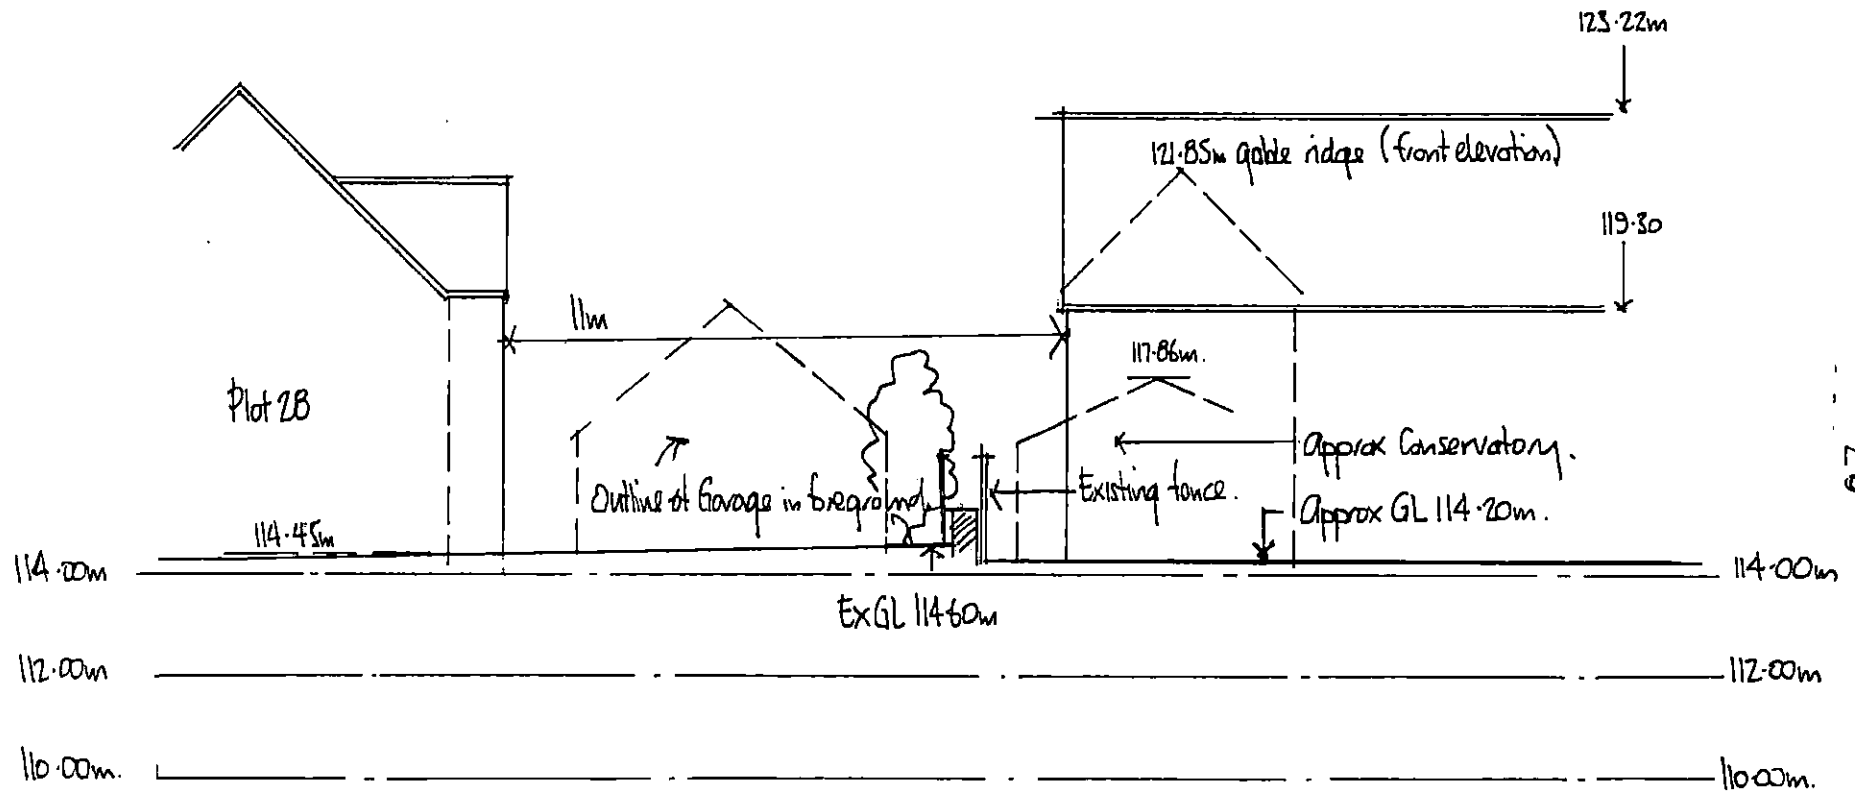 123.22m
121.85m gable ridge (front elevation)
119.30
11m
117.86m.
Plot 2B
Approx Conservatory.
Outline of Garage in foreground.
Existing fence.
Approx GL 114.20m.
114.45m
114.00m
114.00m
Ex GL 114.60m
112.00m
112.00m
110.00m.
110.00m.